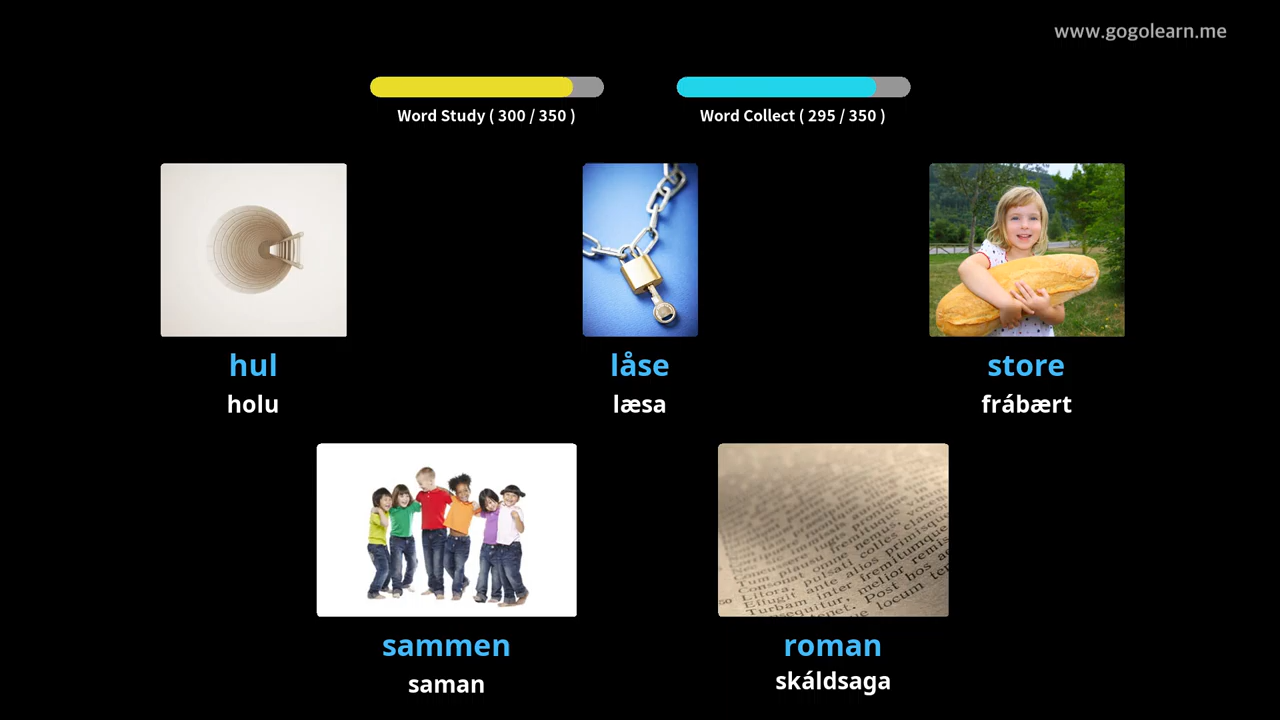 www.gogolearn.me
Word Study ( 300 / 350 )
Word Collect ( 295 / 350 )
hul
låse
store
holu
læsa
frábært
sammen
roman
saman
skáldsaga